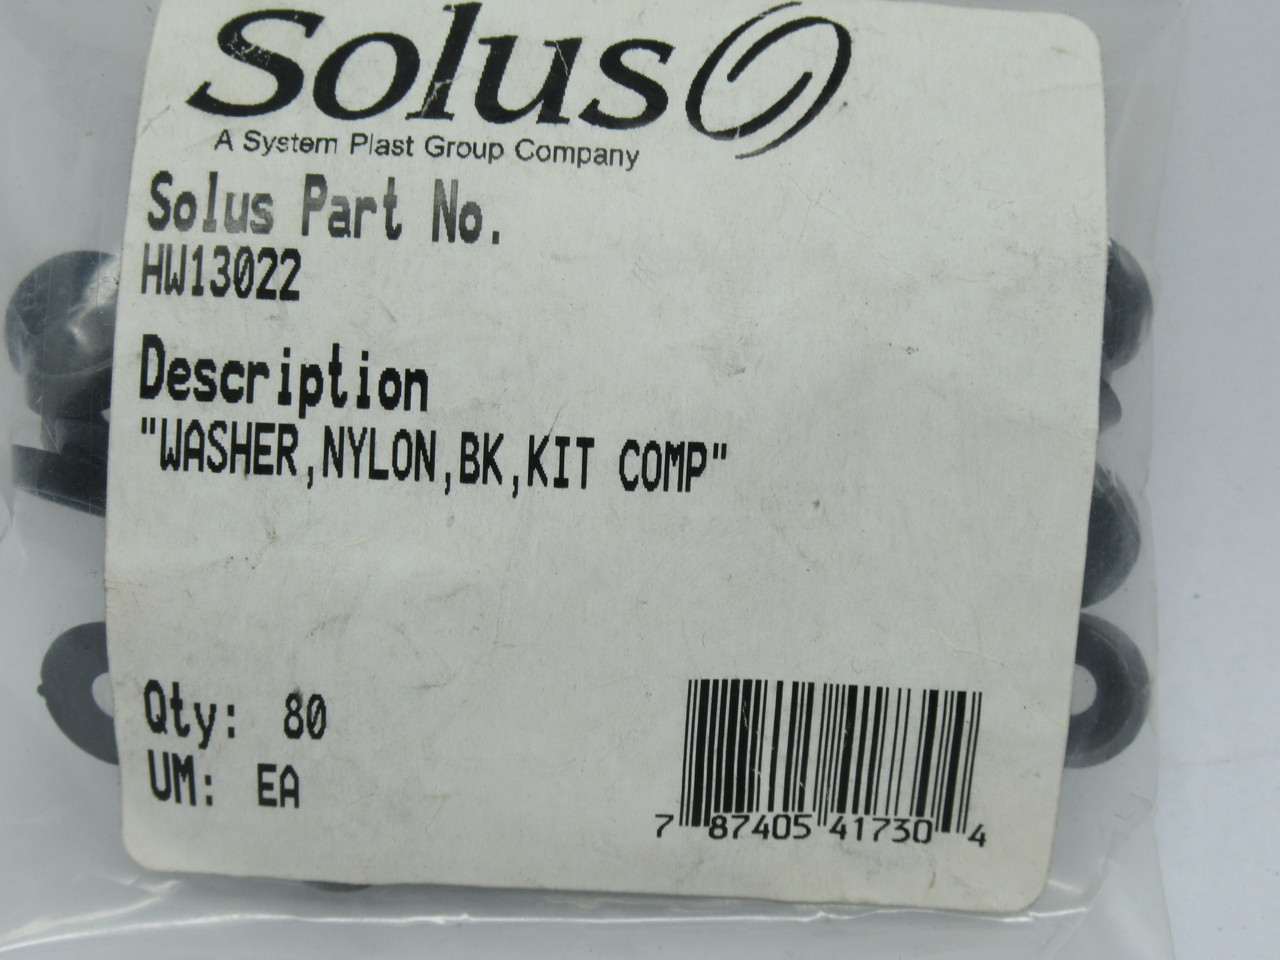 Solus
A System Plast Group Company
Solus Part No.
HW13022
Description
"WASHER,NYLON,BK,KIT COMP"
Qty: 80
UM: EA
7 87405 41730 4